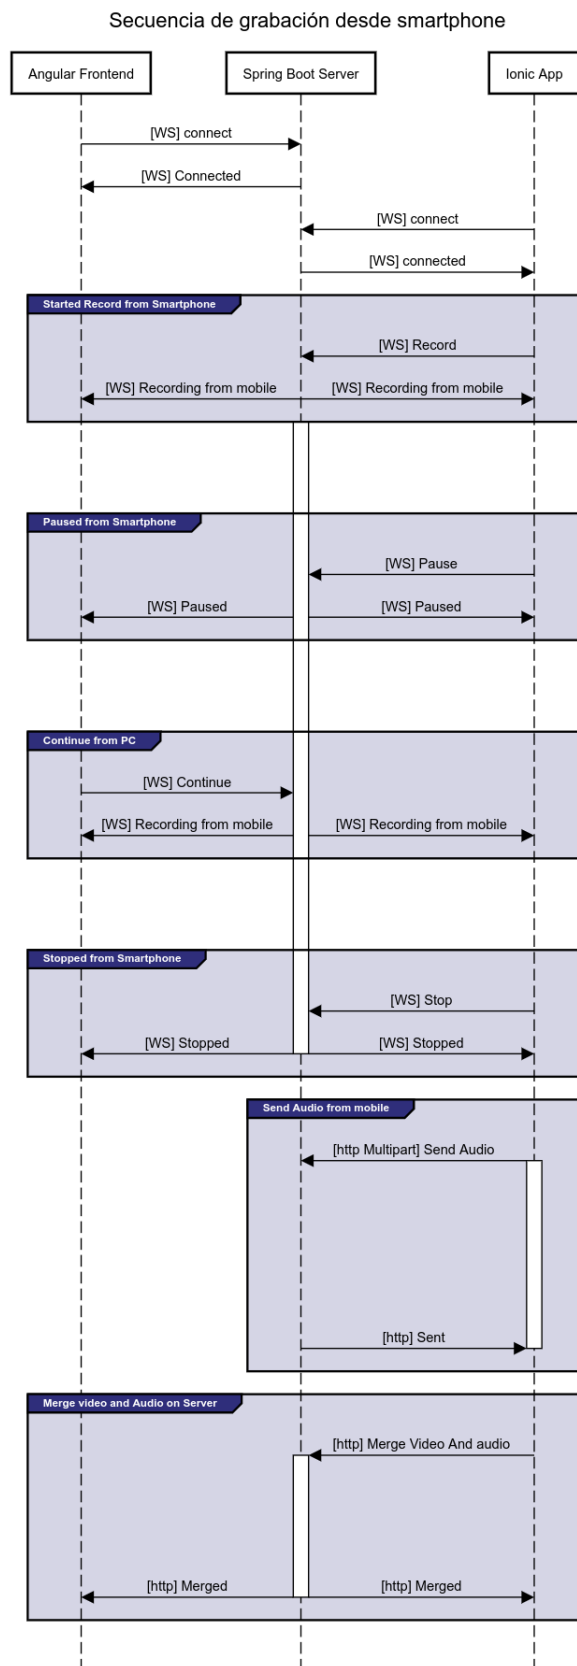 Secuencia de grabación desde smartphone
Angular Frontend
Spring Boot Server
Ionic App
[WS] connect
[WS] Connected
[WS] connect
[WS] connected
Started Record from Smartphone
[WS] Record
[WS] Recording from mobile
[WS] Recording from mobile
Paused from Smartphone
[WS] Pause
[WS] Paused
[WS] Paused
Continue from PC
[WS] Continue
[WS] Recording from mobile
[WS] Recording from mobile
Stopped from Smartphone
[WS] Stop
[WS] Stopped
[WS] Stopped
Send Audio from mobile
[http Multipart] Send Audio
[http] Sent
Merge video and Audio on Server
[http] Merge Video And audio
[http] Merged
[http] Merged